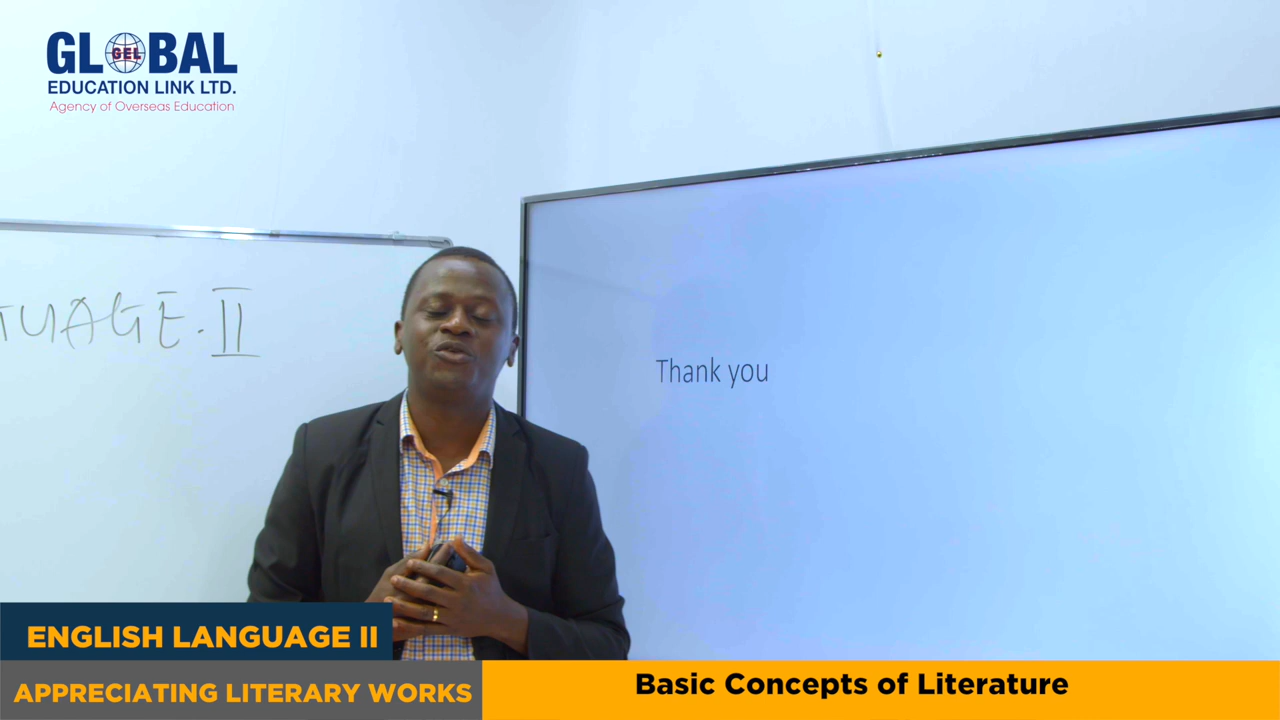 GLOBAL
GEL
EDUCATION LINK LTD.
Agency of Overseas Education
TUAGE. II
Thank you
ENGLISH LANGUAGE II
APPRECIATING LITERARY WORKS
Basic Concepts of Literature